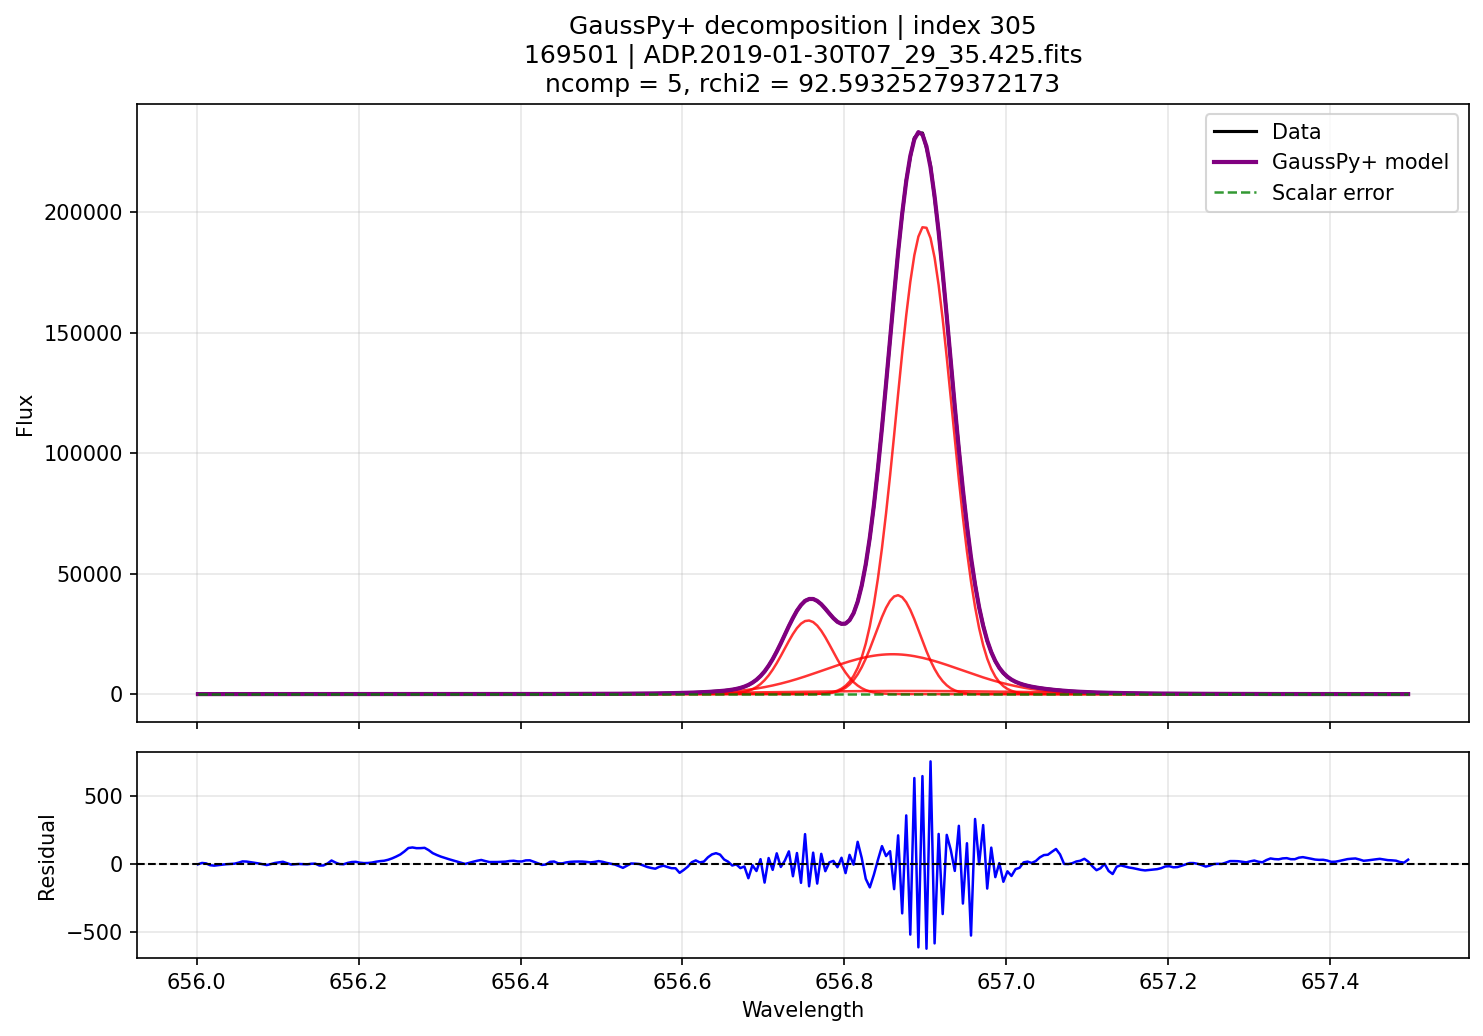 GaussPy+ decomposition | index 305
169501 | ADP.2019-01-30T07_29_35.425.fits
ncomp = 5, rchi2 = 92.59325279372173
Data
GaussPy+ model
Scalar error
Flux
200000
150000
100000
50000
0
Residual
500
0
−500
656.0
656.2
656.4
656.6
656.8
657.0
657.2
657.4
Wavelength